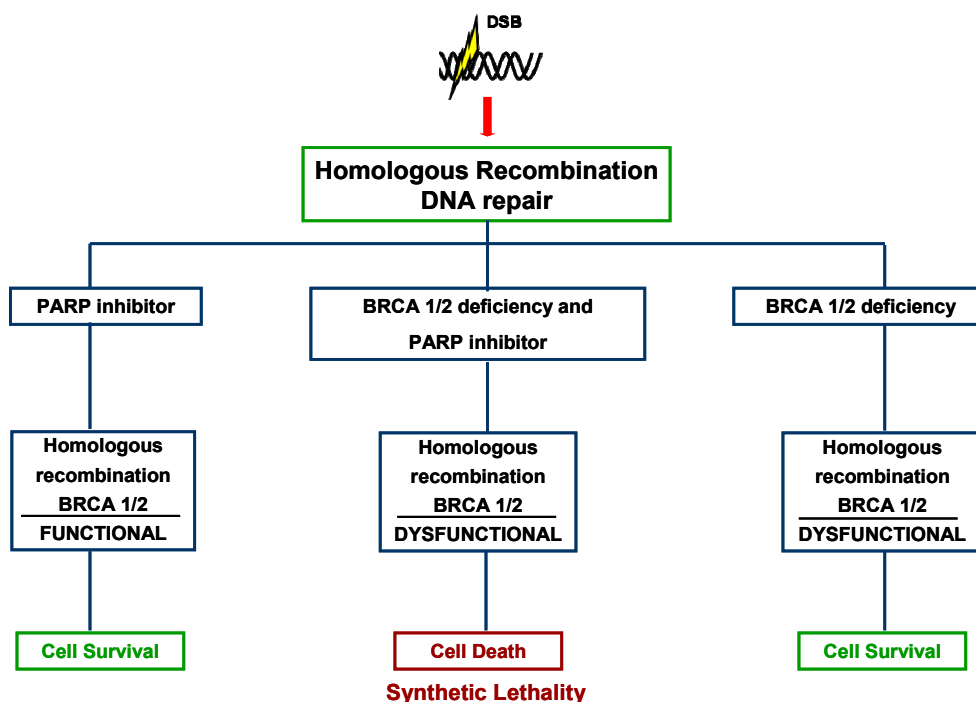 DSB
Homologous Recombination
DNA repair
PARP inhibitor
BRCA 1/2 deficiency and
PARP inhibitor
BRCA 1/2 deficiency
Homologous
recombination
BRCA 1/2
FUNCTIONAL
Homologous
recombination
BRCA 1/2
DYSFUNCTIONAL
Homologous
recombination
BRCA 1/2
DYSFUNCTIONAL
Cell Survival
Cell Death
Cell Survival
Synthetic Lethality